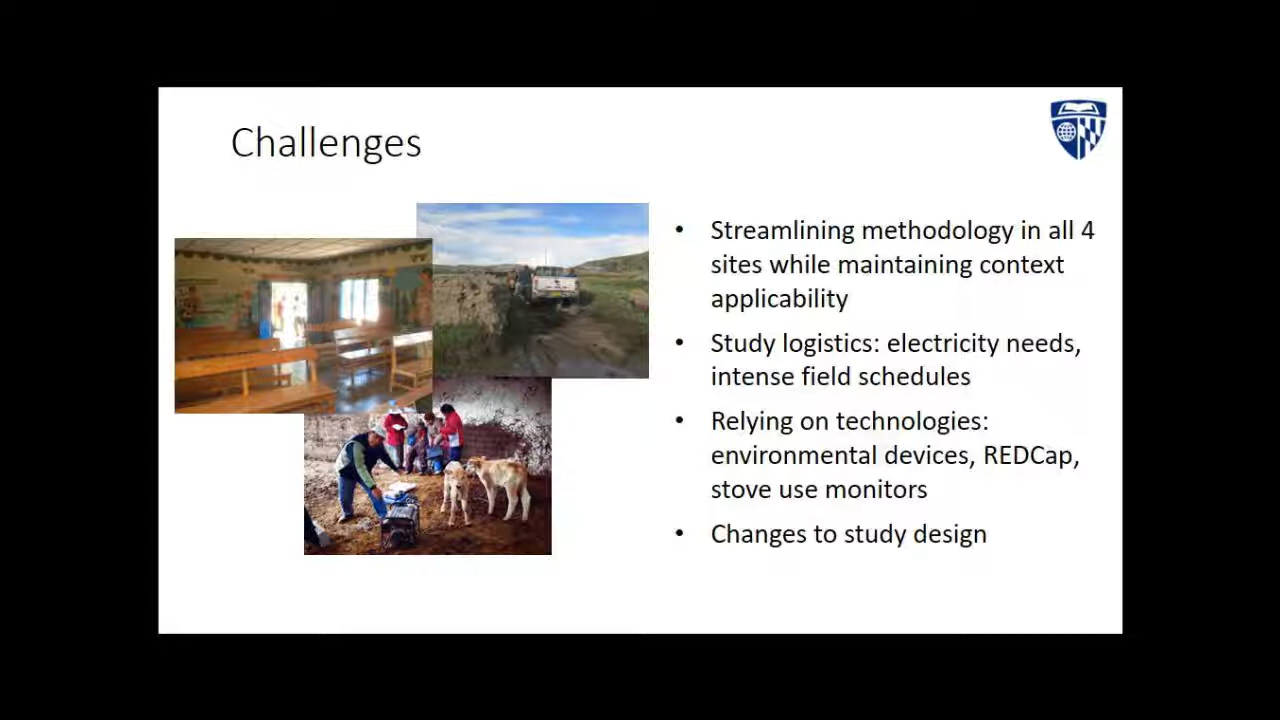 Challenges
• Streamlining methodology in all 4
sites while maintaining context
applicability
• Study logistics: electricity needs,
intense field schedules
• Relying on technologies:
environmental devices, REDCap,
stove use monitors
• Changes to study design